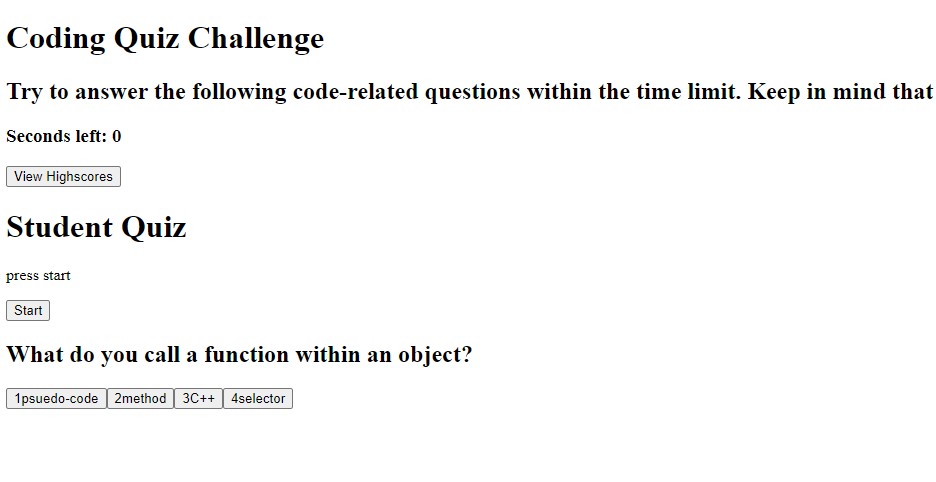 Coding Quiz Challenge
Try to answer the following code-related questions within the time limit. Keep in mind that
Seconds left: 0
View Highscores
Student Quiz
press start
Start
What do you call a function within an object?
1psuedo-code 2method 3C++ 4selector